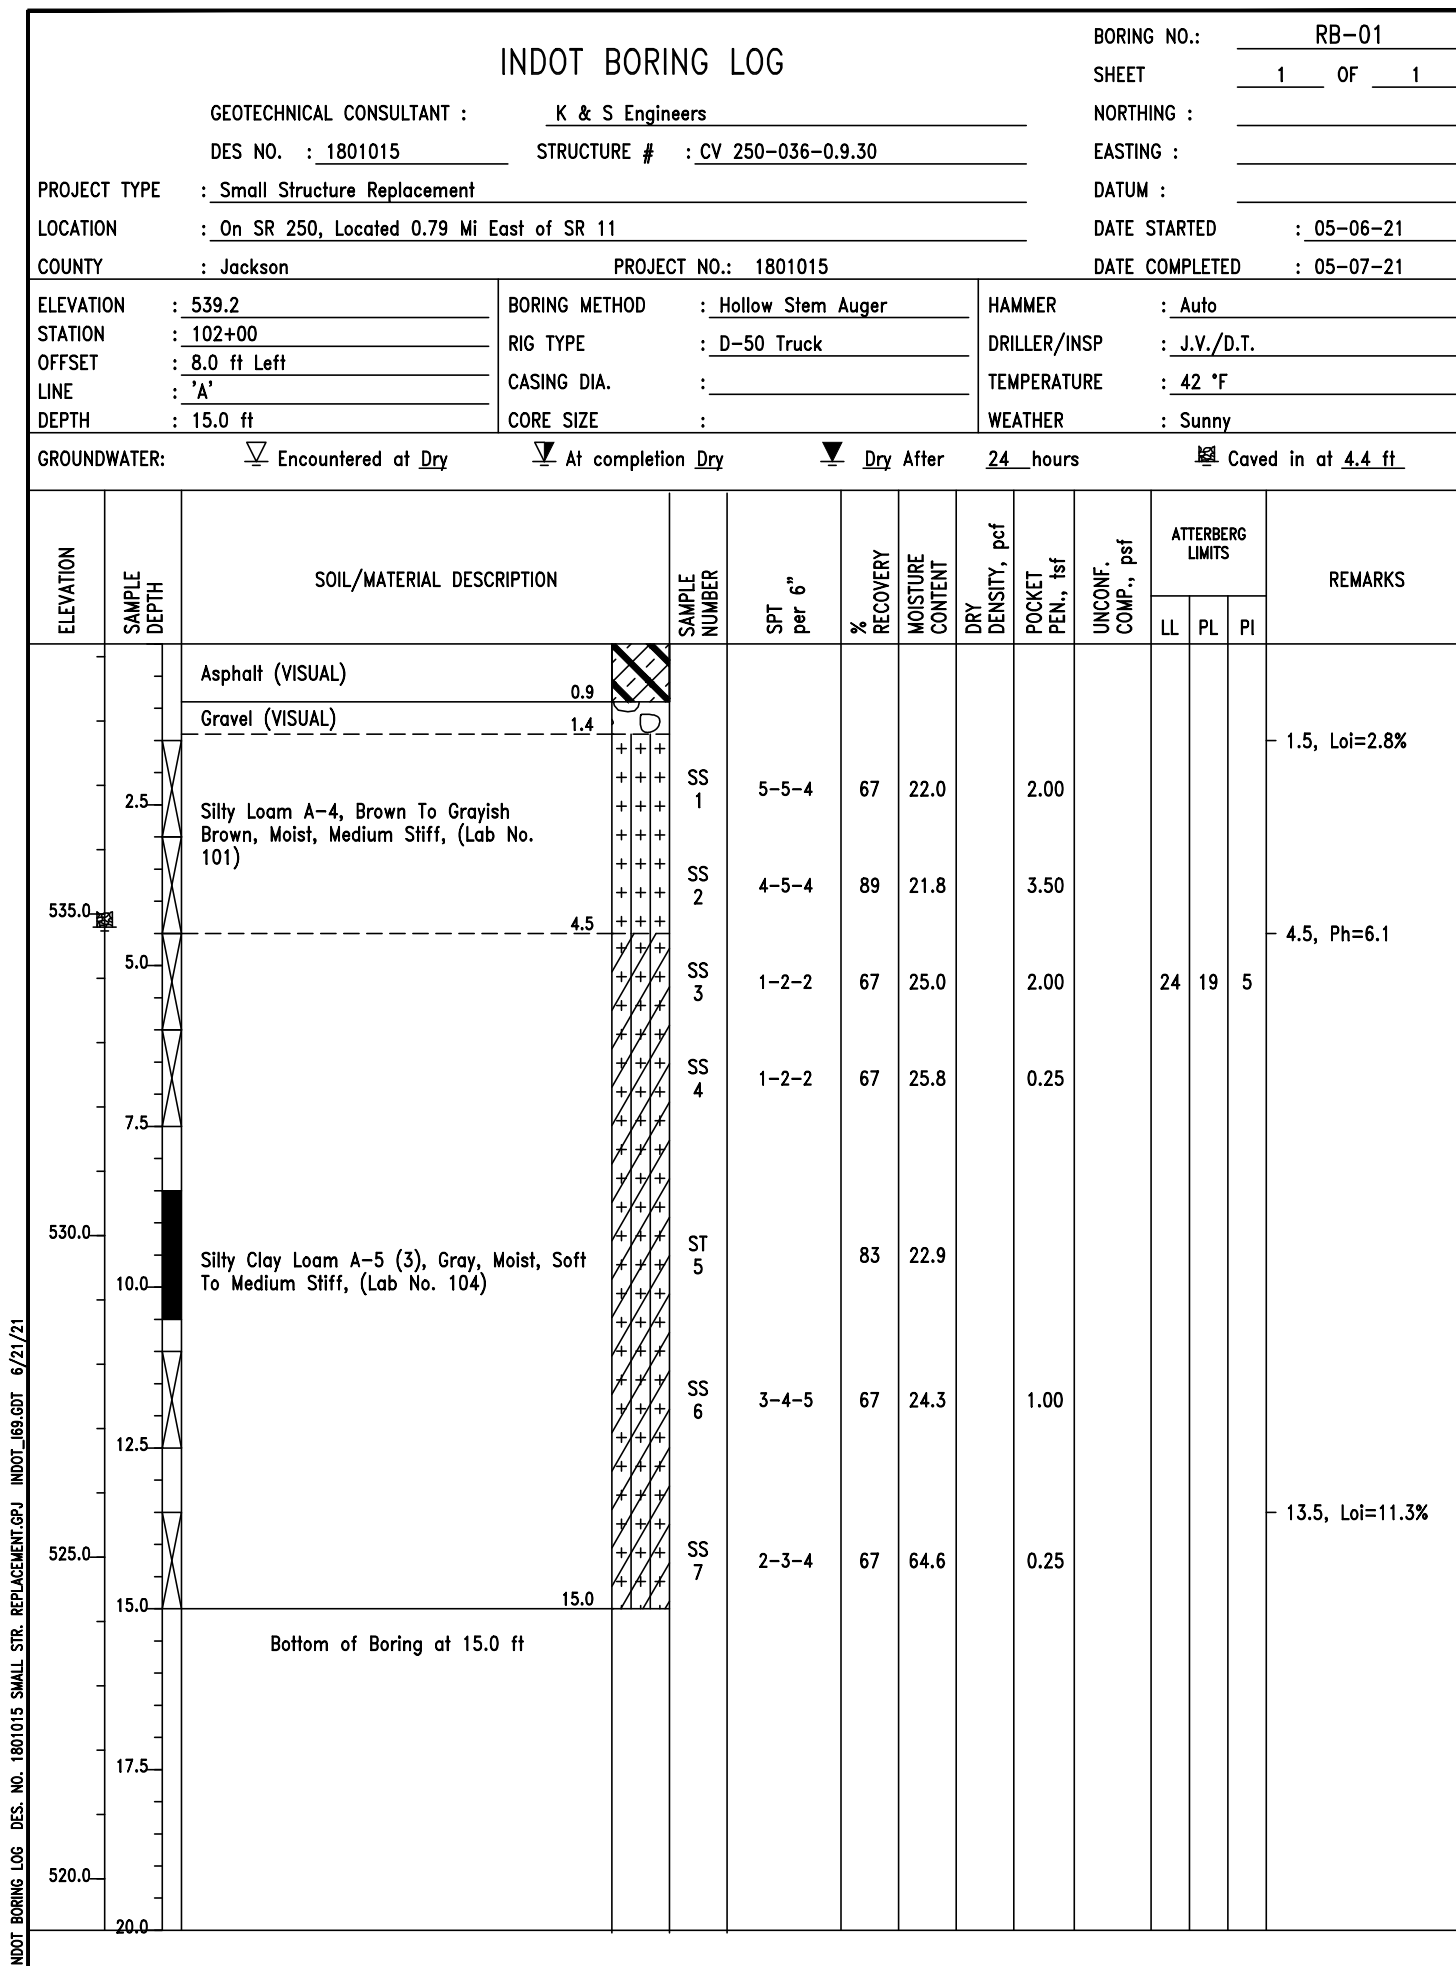 INDOT BORING LOG
BORING NO.: RB-01
SHEET 1 OF 1
GEOTECHNICAL CONSULTANT : K & S Engineers
NORTHING :
DES NO. : 1801015 STRUCTURE # : CV 250-036-0.9.30
EASTING :
PROJECT TYPE : Small Structure Replacement
DATUM :
LOCATION : On SR 250, Located 0.79 Mi East of SR 11
DATE STARTED : 05-06-21
COUNTY : Jackson PROJECT NO.: 1801015
DATE COMPLETED : 05-07-21
ELEVATION : 539.2
STATION : 102+00
OFFSET : 8.0 ft Left
LINE : 'A'
DEPTH : 15.0 ft
BORING METHOD : Hollow Stem Auger
RIG TYPE : D-50 Truck
CASING DIA. :
CORE SIZE :
HAMMER : Auto
DRILLER/INSP : J.V./D.T.
TEMPERATURE : 42 °F
WEATHER : Sunny
GROUNDWATER: Encountered at Dry At completion Dry Dry After 24 hours Caved in at 4.4 ft
ELEVATION
SAMPLE
DEPTH
SOIL/MATERIAL DESCRIPTION
SAMPLE
NUMBER
SPT
per 6"
%
RECOVERY
MOISTURE
CONTENT
DRY
DENSITY, pcf
POCKET
PEN., tsf
UNCONF.
COMP., psf
ATTERBERG
LIMITS
LL PL PI
REMARKS
Asphalt (VISUAL)
0.9
Gravel (VISUAL)
1.4
1.5, Loi=2.8%
SS
1
5-5-4 67 22.0 2.00
2.5
Silty Loam A-4, Brown To Grayish
Brown, Moist, Medium Stiff, (Lab No.
101)
SS
2
4-5-4 89 21.8 3.50
535.0
4.5
4.5, Ph=6.1
5.0
SS
3
1-2-2 67 25.0 2.00 24 19 5
SS
4
1-2-2 67 25.8 0.25
7.5
530.0
ST
5
83 22.9
Silty Clay Loam A-5 (3), Gray, Moist, Soft
To Medium Stiff, (Lab No. 104)
10.0
SS
6
3-4-5 67 24.3 1.00
12.5
13.5, Loi=11.3%
525.0
SS
7
2-3-4 67 64.6 0.25
15.0
15.0
Bottom of Boring at 15.0 ft
17.5
520.0
20.0
NDOT BORING LOG DES. NO. 1801015 SMALL STR. REPLACEMENT.GPJ INDOT_I69.GDT 6/21/21